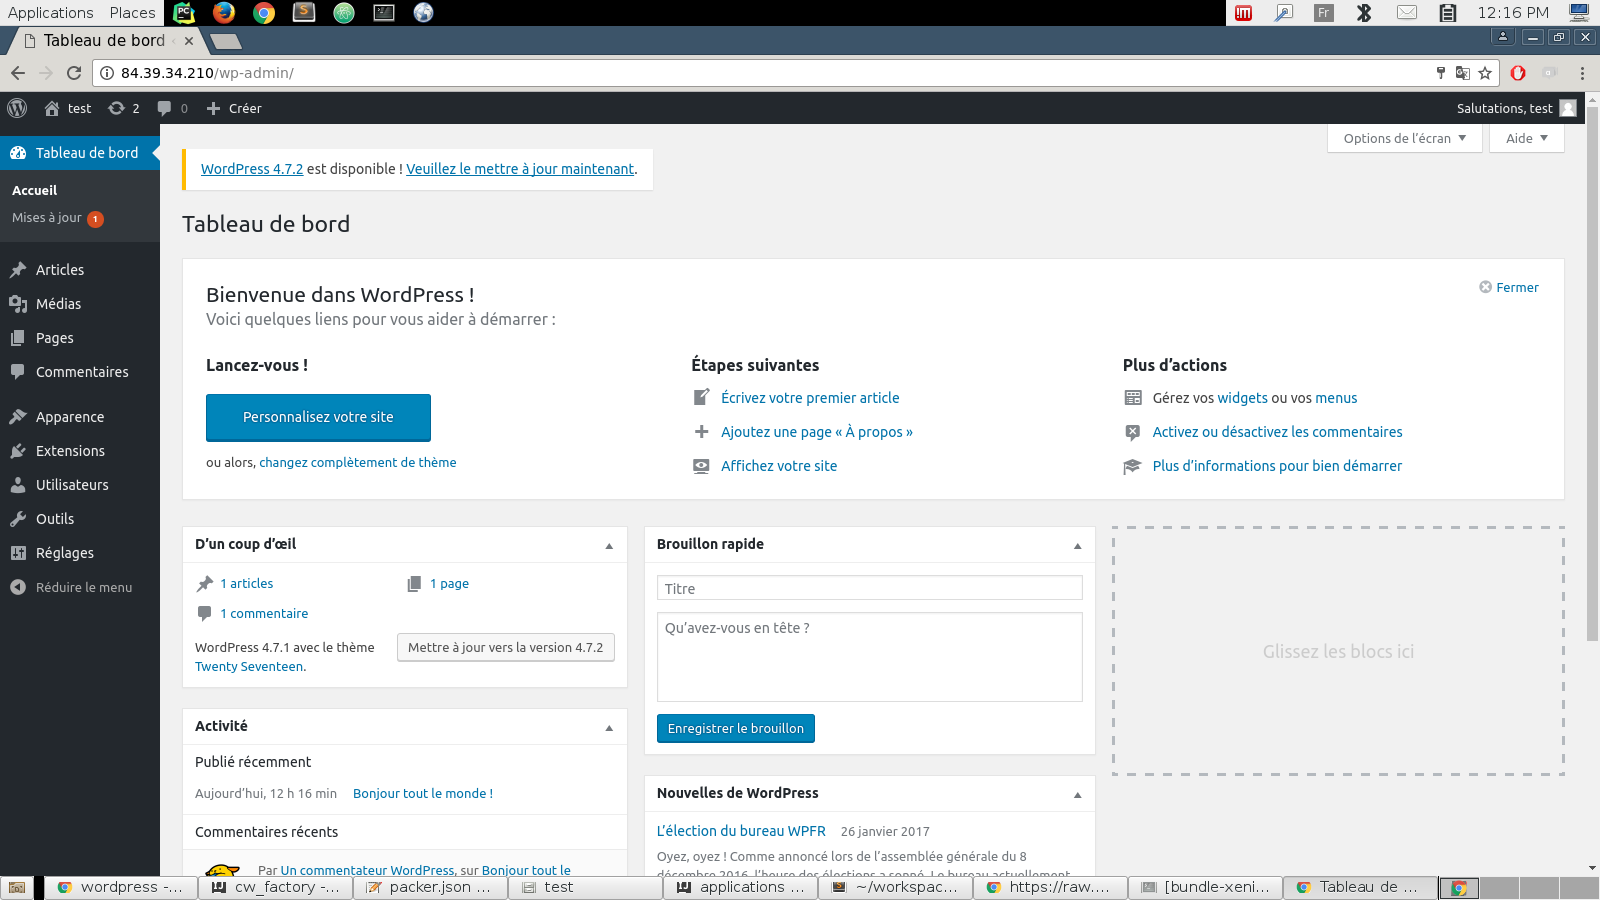 Applications Places
Fr
12:16 PM
Tableau de bord
84.39.34.210/wp-admin/
test
2
0
Créer
Salutations, test
Tableau de bord
Accueil
Mises à jour 1
Articles
Médias
Pages
Commentaires
Apparence
Extensions
Utilisateurs
Outils
Réglages
Réduire le menu
Options de l’écran
Aide
WordPress 4.7.2 est disponible ! Veuillez le mettre à jour maintenant.
Tableau de bord
Bienvenue dans WordPress !
Voici quelques liens pour vous aider à démarrer :
Fermer
Lancez-vous !
Personnalisez votre site
ou alors, changez complètement de thème
Étapes suivantes
Écrivez votre premier article
Ajoutez une page « À propos »
Affichez votre site
Plus d’actions
Gérez vos widgets ou vos menus
Activez ou désactivez les commentaires
Plus d’informations pour bien démarrer
D’un coup d’œil
1 articles
1 page
1 commentaire
WordPress 4.7.1 avec le thème
Twenty Seventeen.
Mettre à jour vers la version 4.7.2
Activité
Publié récemment
Aujourd’hui, 12 h 16 min Bonjour tout le monde !
Commentaires récents
Par Un commentateur WordPress, sur Bonjour tout le
Brouillon rapide
Titre
Qu’avez-vous en tête ?
Enregistrer le brouillon
Nouvelles de WordPress
L’élection du bureau WPFR 26 janvier 2017
Oyez, oyez ! Comme annoncé lors de l’assemblée générale du 8
décembre 2016, l’heure des élections a sonné. Le bureau actuellement
Glissez les blocs ici
wordpress -...
cw_factory -...
packer.json ...
test
applications ...
~/workspac...
https://raw....
[bundle-xeni...
Tableau de ...